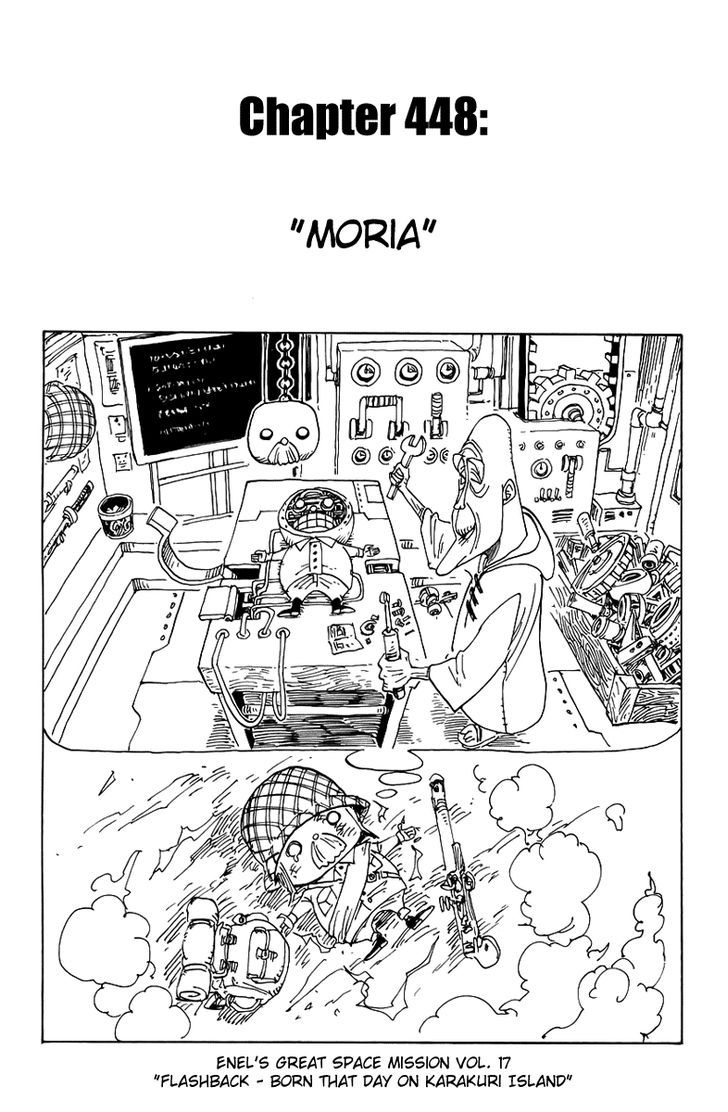 Chapter 448:
"MORIA"
ENEL'S GREAT SPACE MISSION VOL. 17
"FLASHBACK - BORN THAT DAY ON KARAKURI ISLAND"